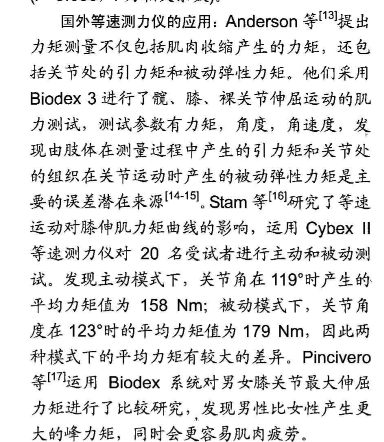 国外等速测力仪的应用：Anderson 等[13]提出
力矩测量不仅包括肌肉收缩产生的力矩，还包
括关节处的引力矩和被动弹性力矩。他们采用
Biodex 3 进行了髋、膝、裸关节伸屈运动的肌
力测试，测试参数有力矩，角度，角速度，发
现由肢体在测量过程中产生的引力矩和关节处
的组织在关节运动时产生的被动弹性力矩是主
要的误差潜在来源[14-15]。Stam 等[16]研究了等速
运动对膝伸肌力矩曲线的影响，运用 Cybex II
等速测力仪对 20 名受试者进行主动和被动测
试。发现主动模式下，关节角在119°时产生的
平均力矩值为 158 Nm；被动模式下，关节角
度在123°时的平均力矩值为 179 Nm，因此两
种模式下的平均力矩有较大的差异。Pincivero
等[17]运用 Biodex 系统对男女膝关节最大伸屈
力矩进行了比较研究，发现男性比女性产生更
大的峰力矩，同时会更容易肌肉疲劳。